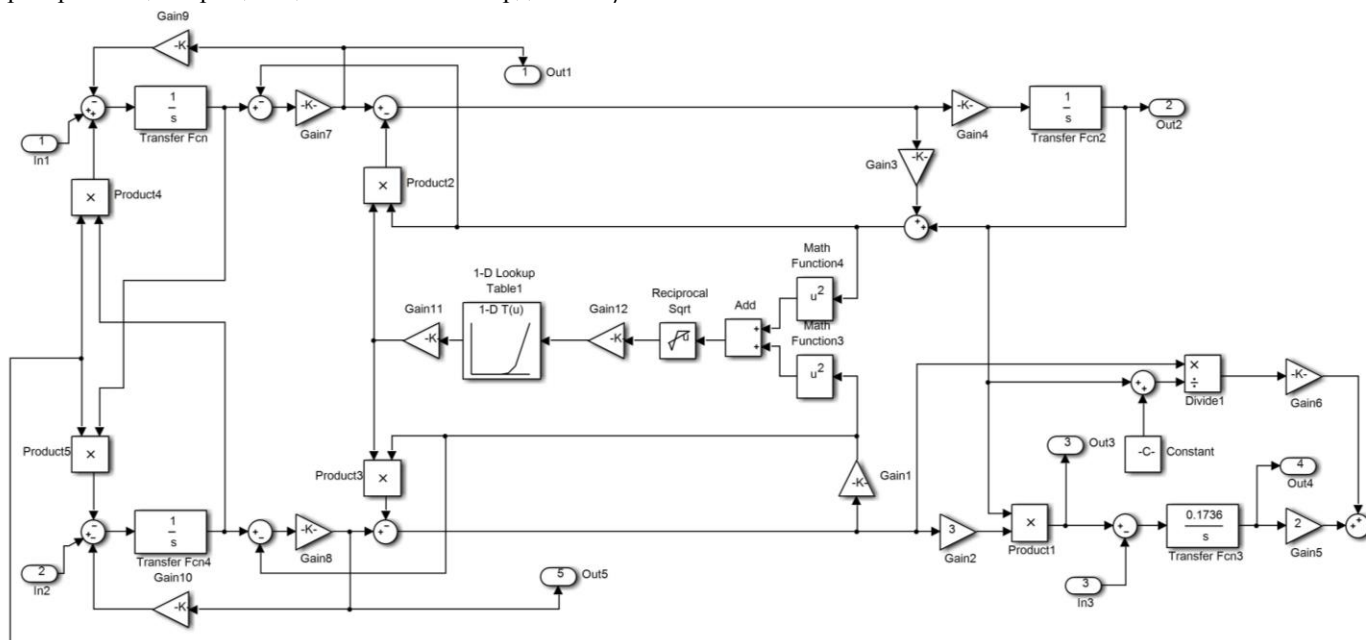 Gain9
-K-
1
Out1
1
s
Transfer Fcn
-K-
Gain7
-K-
Gain4
1
s
Transfer Fcn2
2
Out2
1
In1
Gain3
-K-
×
Product4
×
Product2
Math
Function4
u²
1-D Lookup
Table1
1-D T(u)
Gain11
-K-
Gain12
-K-
Reciprocal
Sqrt
Add
Math
Function3
u²
×
÷
Divide1
-K-
Gain6
×
Product5
×
Product3
-K-
Gain1
3
Out3
-C-
Constant
4
Out4
1
s
Transfer Fcn4
-K-
Gain8
3
Gain2
×
Product1
0.1736
s
Transfer Fcn3
2
Gain5
2
In2
Gain10
-K-
5
Out5
3
In3